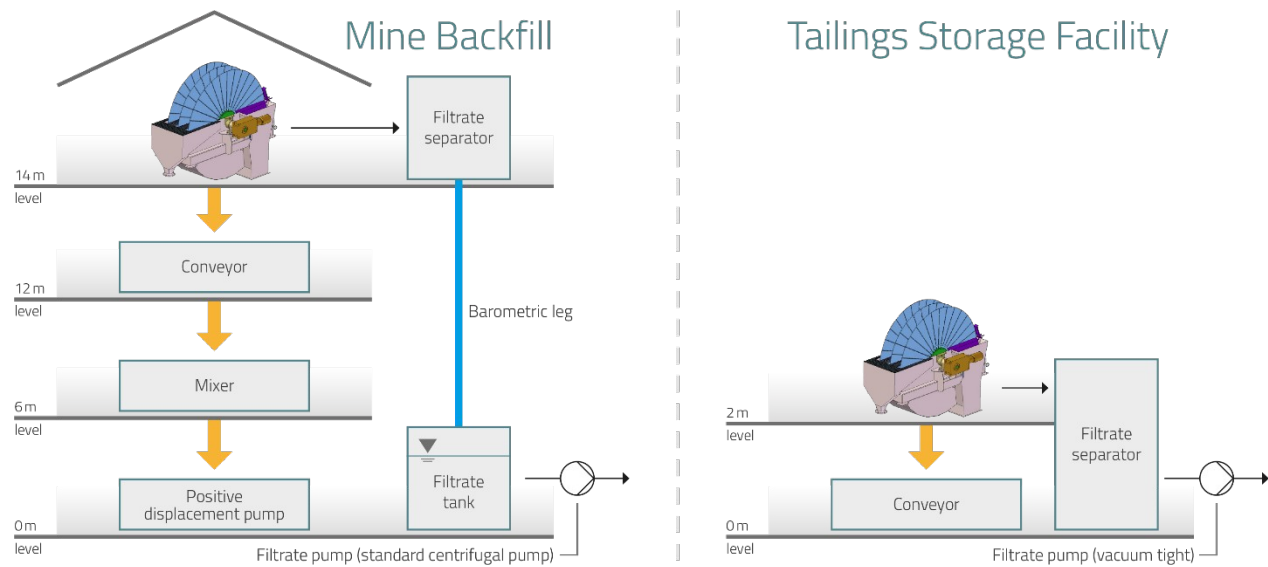 Mine Backfill
Filtrate
separator
14 m
level
Conveyor
12 m
level
Barometric leg
Mixer
6 m
level
Filtrate
tank
Positive
displacement pump
0 m
level
Filtrate pump (standard centrifugal pump)
Tailings Storage Facility
2 m
level
Filtrate
separator
Conveyor
0 m
level
Filtrate pump (vacuum tight)